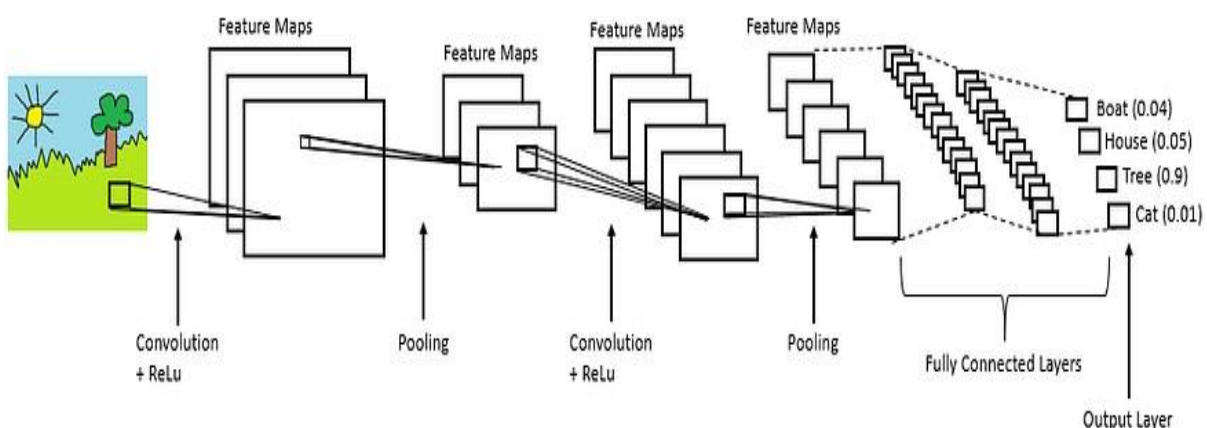 Feature Maps
Feature Maps
Feature Maps
Feature Maps
Boat (0.04)
House (0.05)
Tree (0.9)
Cat (0.01)
Convolution
+ ReLu
Pooling
Convolution
+ ReLu
Pooling
Fully Connected Layers
Output Layer